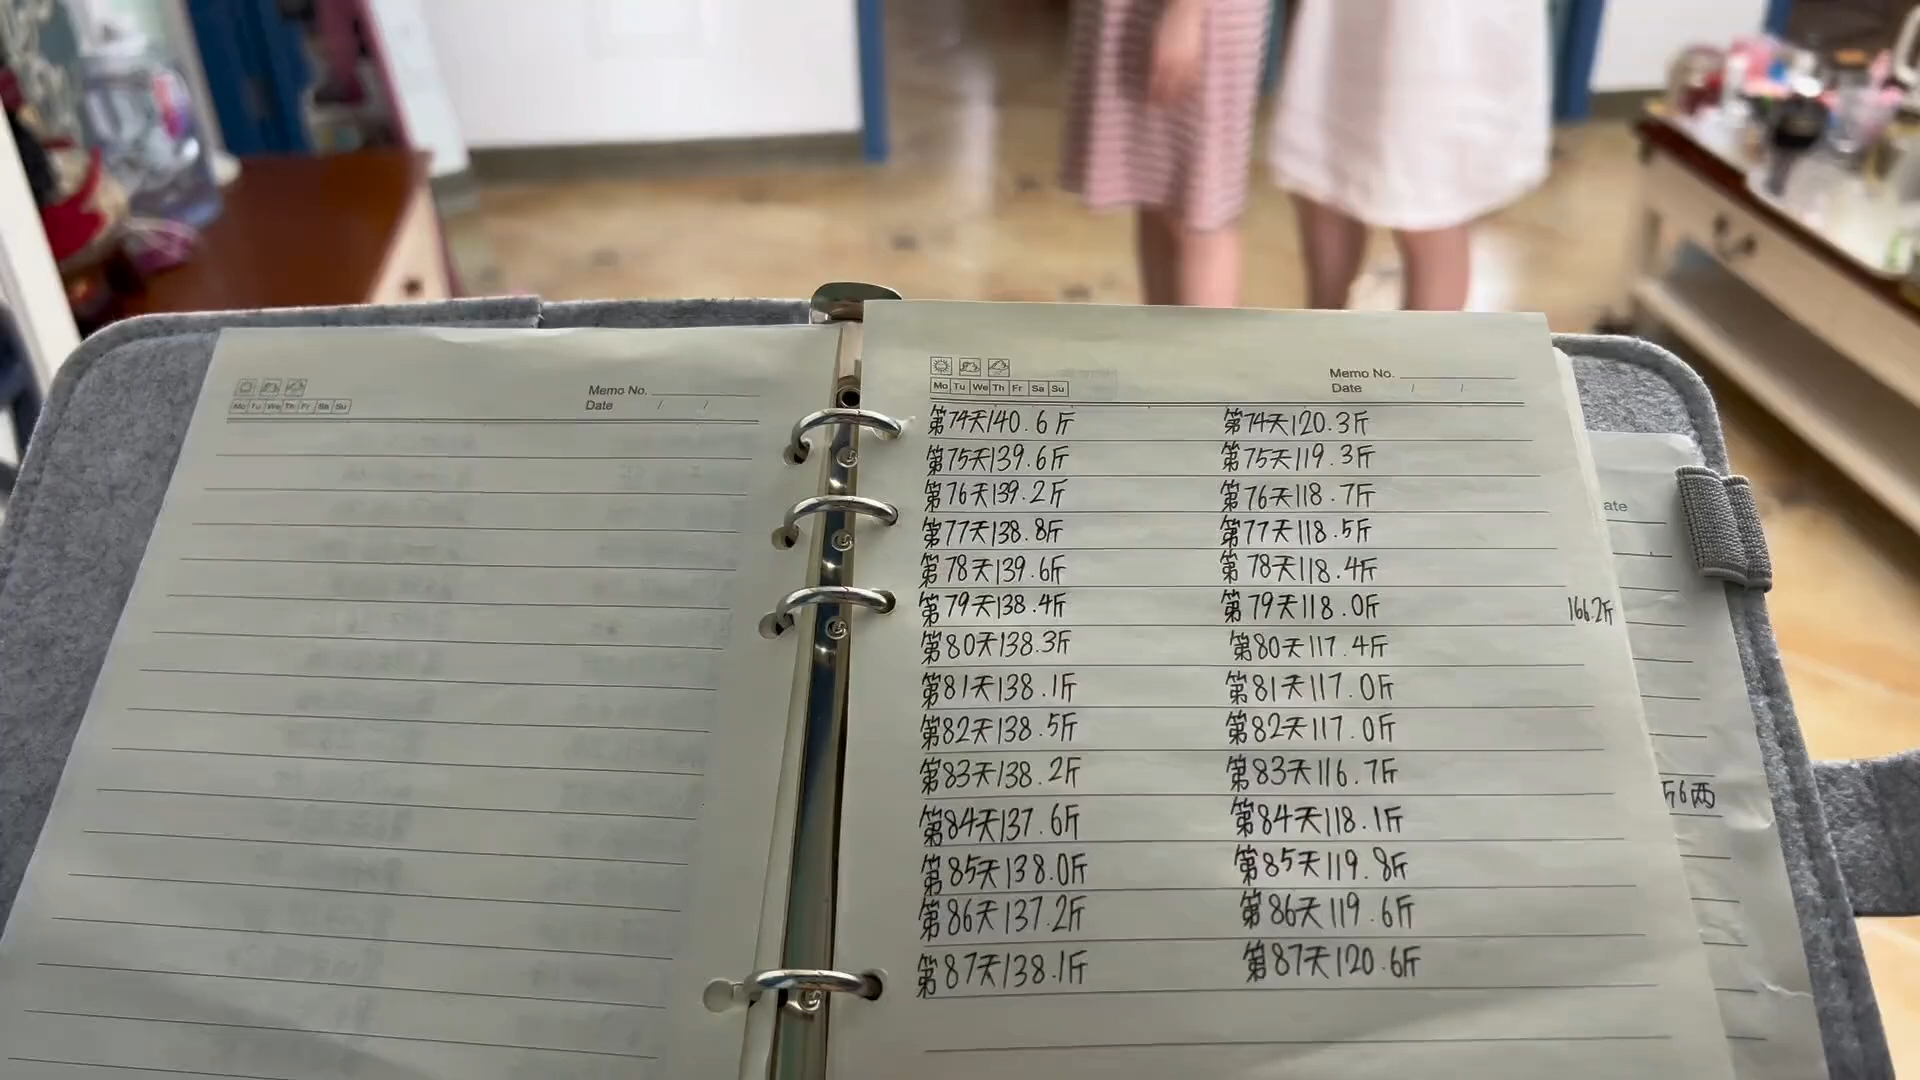 Memo No.
Date / /
Mo Tu We Th Fr Sa Su
Memo No.
Date / /
Mo Tu We Th Fr Sa Su
第74天140.6斤 第74天120.3斤
第75天139.6斤 第75天119.3斤
第76天139.2斤 第76天118.7斤
第77天138.8斤 第77天118.5斤
第78天139.6斤 第78天118.4斤
第79天138.4斤 第79天118.0斤
第80天138.3斤 第80天117.4斤
第81天138.1斤 第81天117.0斤
第82天138.5斤 第82天117.0斤
第83天138.2斤 第83天116.7斤
第84天137.6斤 第84天118.1斤
第85天138.0斤 第85天119.8斤
第86天137.2斤 第86天119.6斤
第87天138.1斤 第87天120.6斤
ate
166.2斤
斤6两